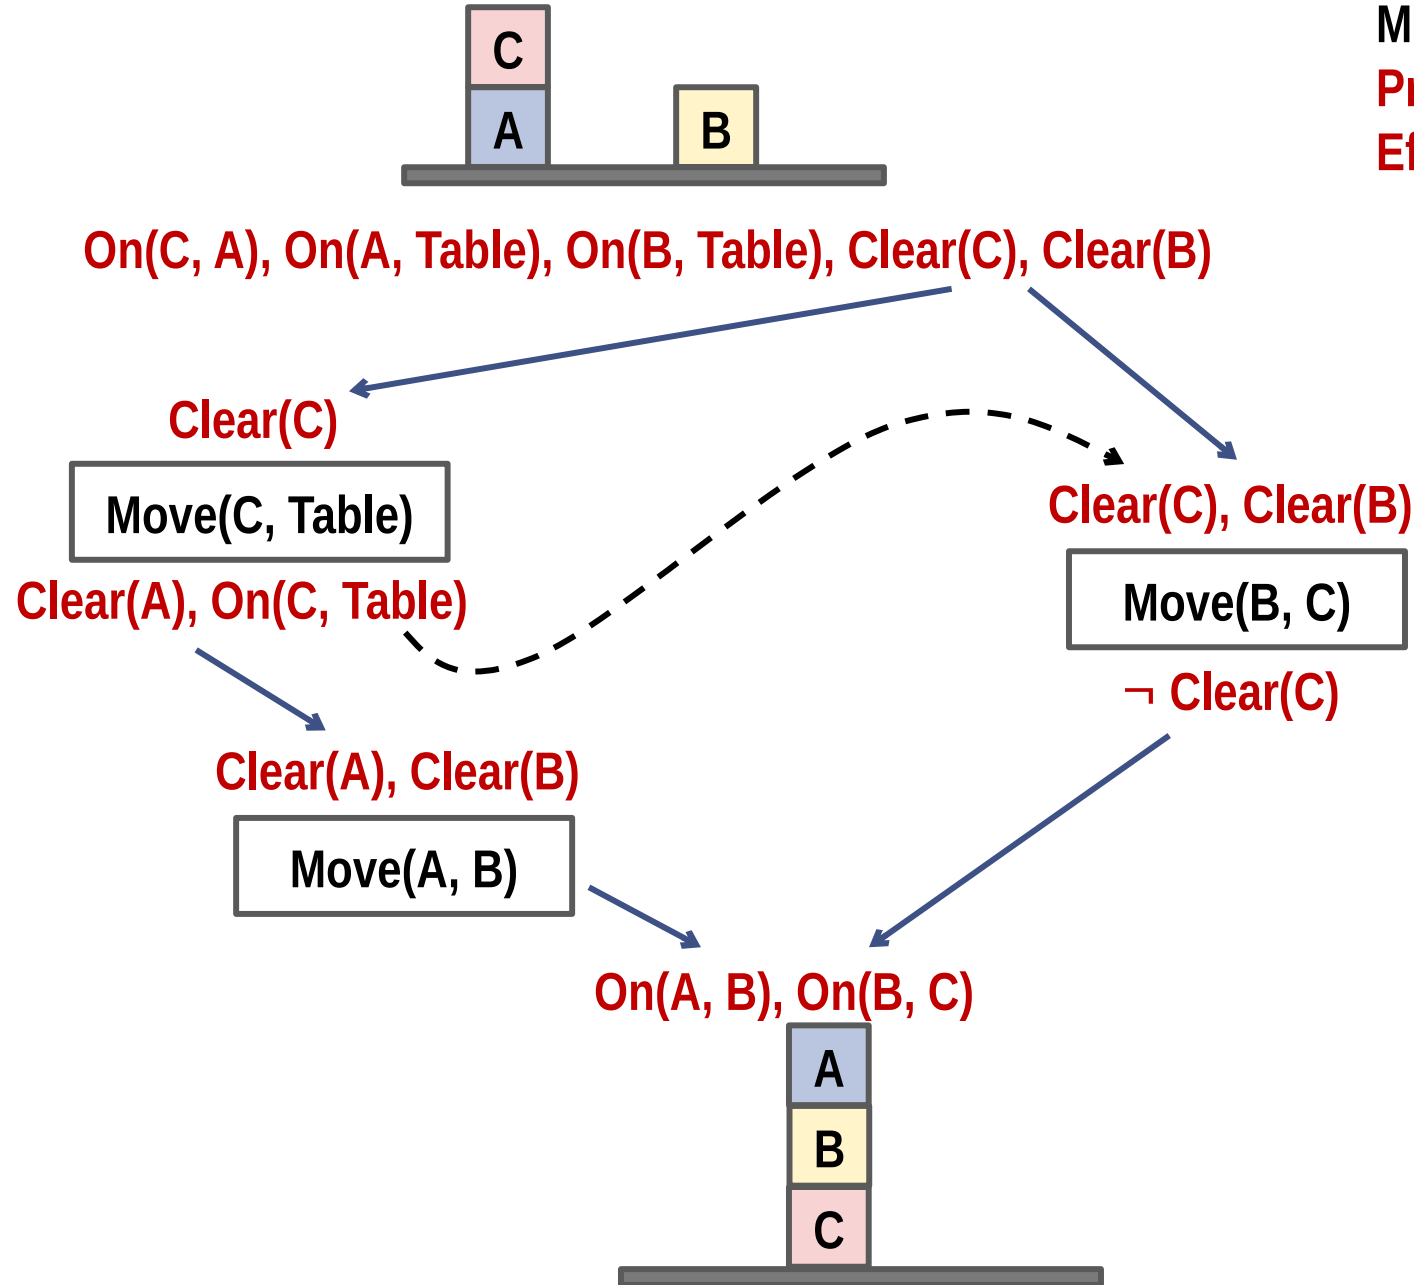 C
A
B
On(C, A), On(A, Table), On(B, Table), Clear(C), Clear(B)
Clear(C)
Move(C, Table)
Clear(A), On(C, Table)
Clear(C), Clear(B)
Move(B, C)
¬ Clear(C)
Clear(A), Clear(B)
Move(A, B)
On(A, B), On(B, C)
A
B
C